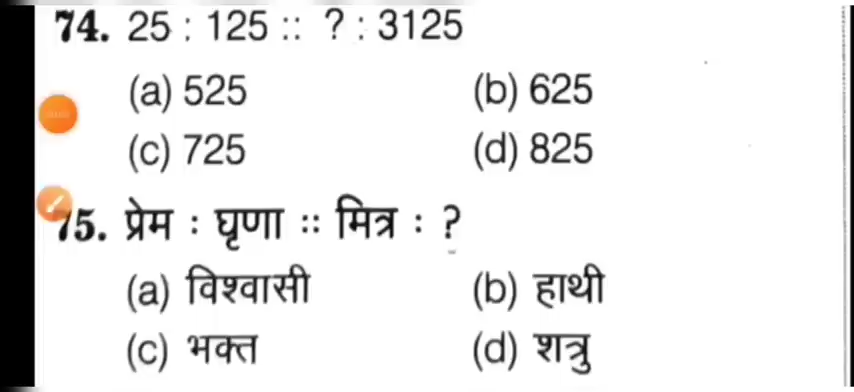 74. 25 : 125 :: ? : 3125
(a) 525 (b) 625
(c) 725 (d) 825
75. प्रेम : घृणा :: मित्र : ?
(a) विश्वासी (b) हाथी
(c) भक्त (d) शत्रु